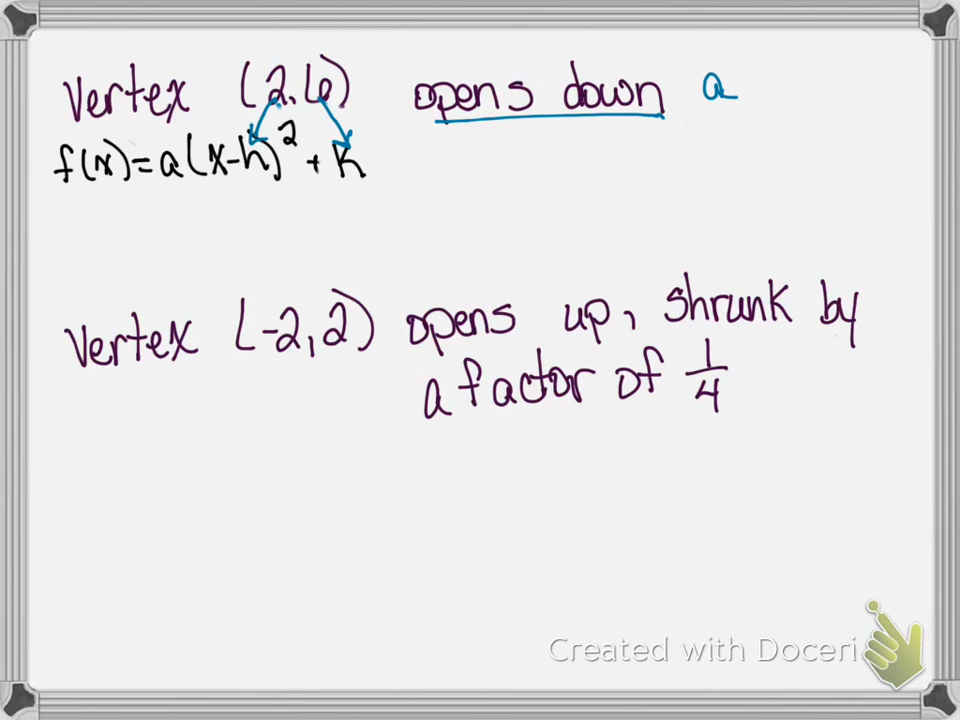 Vertex (2,6) opens down a
f(x)=a(x-h)² + k
Vertex (-2,2) opens up, shrunk by
a factor of 1/4
Created with Doceri